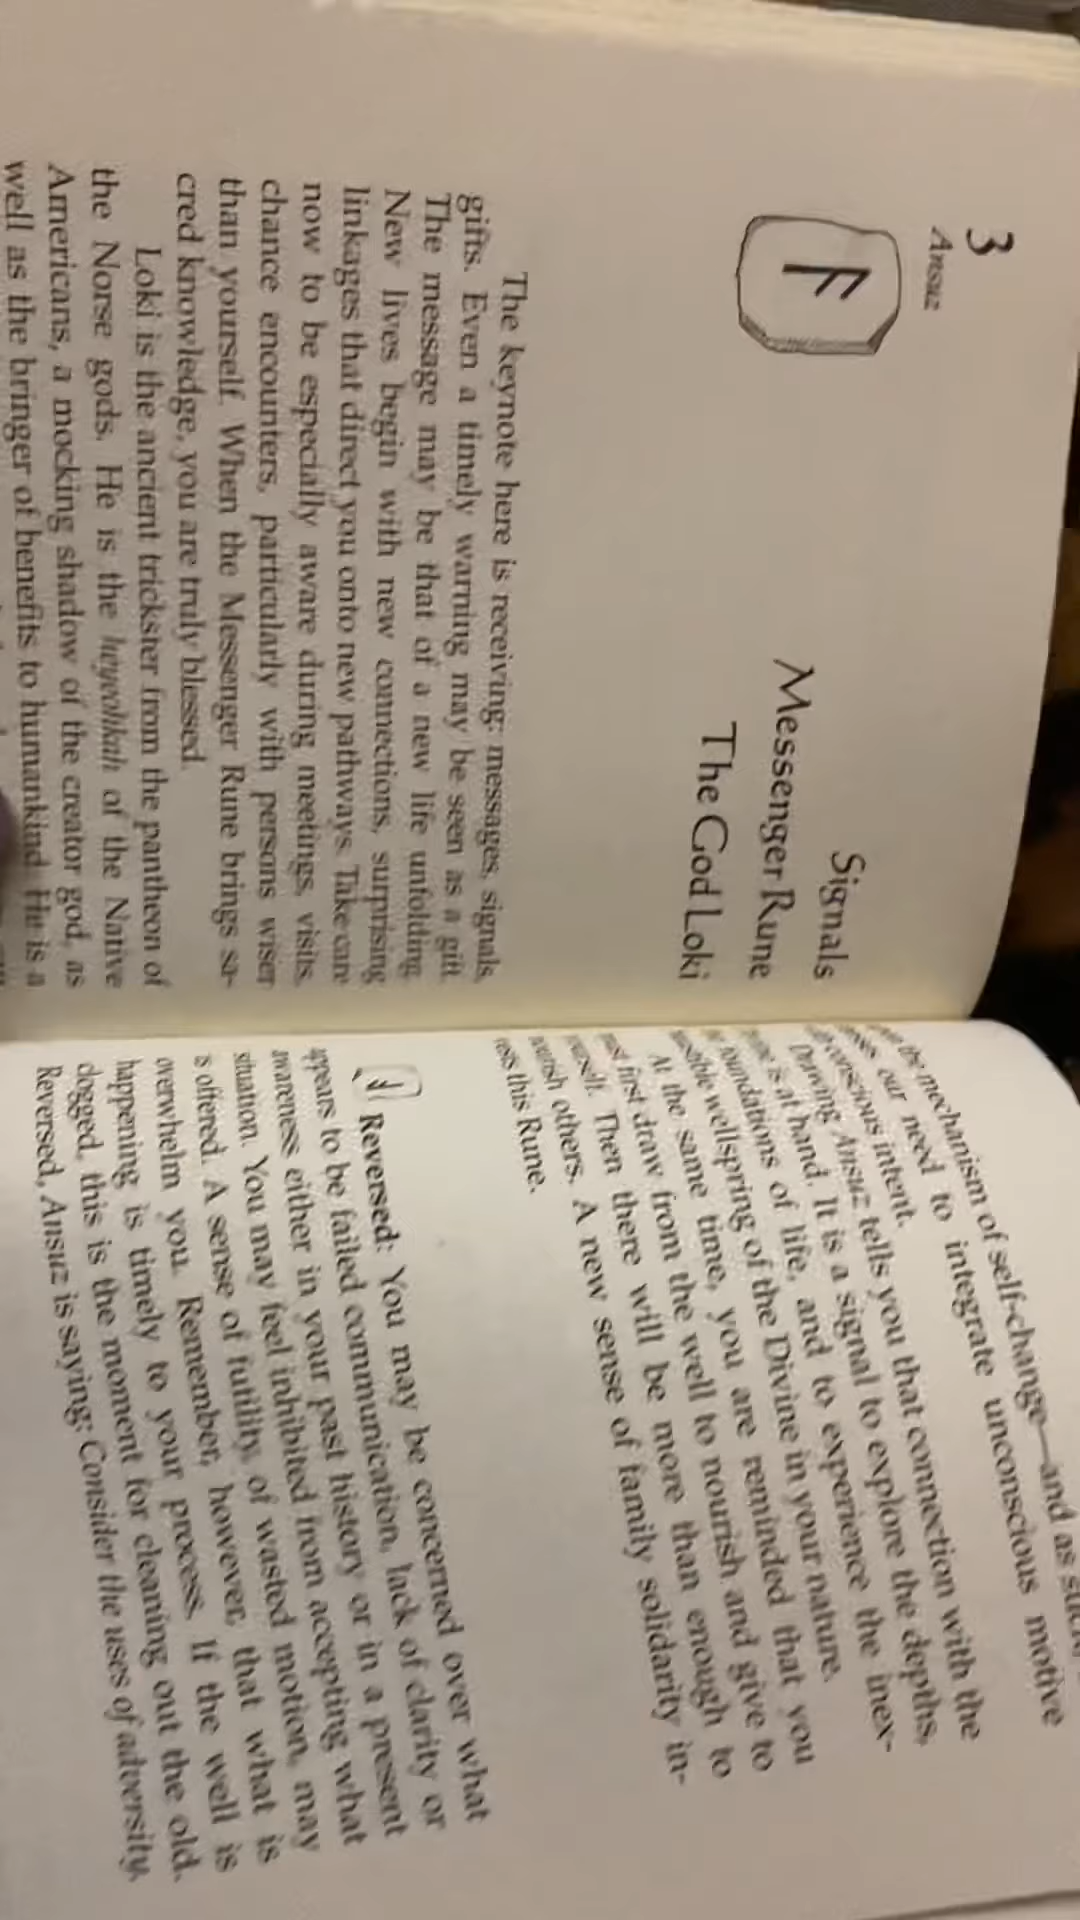 3
Ansuz
Signals
Messenger Rune
The God Loki
The keynote here is receiving: messages, signals,
gifts. Even a timely warning may be seen as a gift.
The message may be that of a new life unfolding.
New lives begin with new connections, surprising
linkages that direct you onto new pathways. Take care
now to be especially aware during meetings, visits,
chance encounters, particularly with persons wiser
than yourself. When the Messenger Rune brings sa-
cred knowledge, you are truly blessed.
Loki is the ancient trickster from the pantheon of
the Norse gods. He is the heyohkah of the Native
Americans, a mocking shadow of the creator god, as
well as the bringer of benefits to humankind. He is a
the mechanism of self-change—and as such
our need to integrate unconscious motive
conscious intent.
Drawing Ansuz tells you that connection with the
is at hand. It is a signal to explore the depths,
foundations of life, and to experience the inex-
wellspring of the Divine in your nature.
At the same time, you are reminded that you
must first draw from the well to nourish and give to
yourself. Then there will be more than enough to
nourish others. A new sense of family solidarity in-
vests this Rune.
Reversed: You may be concerned over what
appears to be failed communication, lack of clarity or
awareness either in your past history or in a present
situation. You may feel inhibited from accepting what
is offered. A sense of futility, of wasted motion, may
overwhelm you. Remember, however, that what is
happening is timely to your process. If the well is
clogged, this is the moment for cleaning out the old.
Reversed, Ansuz is saying: Consider the uses of adversity.